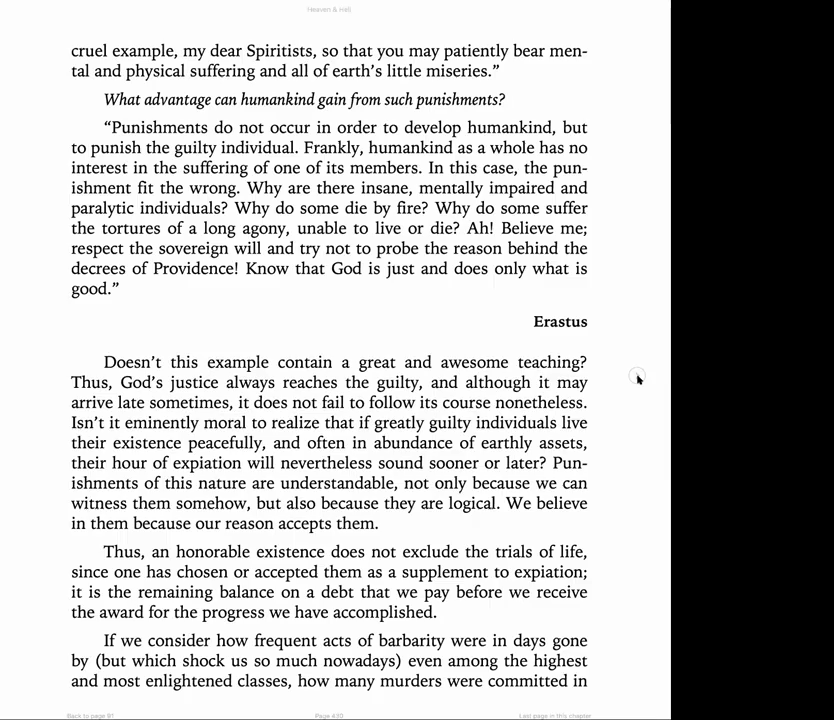 Heaven & Hell
cruel example, my dear Spiritists, so that you may patiently bear men-
tal and physical suffering and all of earth’s little miseries.”
What advantage can humankind gain from such punishments?
“Punishments do not occur in order to develop humankind, but
to punish the guilty individual. Frankly, humankind as a whole has no
interest in the suffering of one of its members. In this case, the pun-
ishment fit the wrong. Why are there insane, mentally impaired and
paralytic individuals? Why do some die by fire? Why do some suffer
the tortures of a long agony, unable to live or die? Ah! Believe me;
respect the sovereign will and try not to probe the reason behind the
decrees of Providence! Know that God is just and does only what is
good.”
Erastus
Doesn’t this example contain a great and awesome teaching?
Thus, God’s justice always reaches the guilty, and although it may
arrive late sometimes, it does not fail to follow its course nonetheless.
Isn’t it eminently moral to realize that if greatly guilty individuals live
their existence peacefully, and often in abundance of earthly assets,
their hour of expiation will nevertheless sound sooner or later? Pun-
ishments of this nature are understandable, not only because we can
witness them somehow, but also because they are logical. We believe
in them because our reason accepts them.
Thus, an honorable existence does not exclude the trials of life,
since one has chosen or accepted them as a supplement to expiation;
it is the remaining balance on a debt that we pay before we receive
the award for the progress we have accomplished.
If we consider how frequent acts of barbarity were in days gone
by (but which shock us so much nowadays) even among the highest
and most enlightened classes, how many murders were committed in
Back to page 91
Page 430
Last page in this chapter